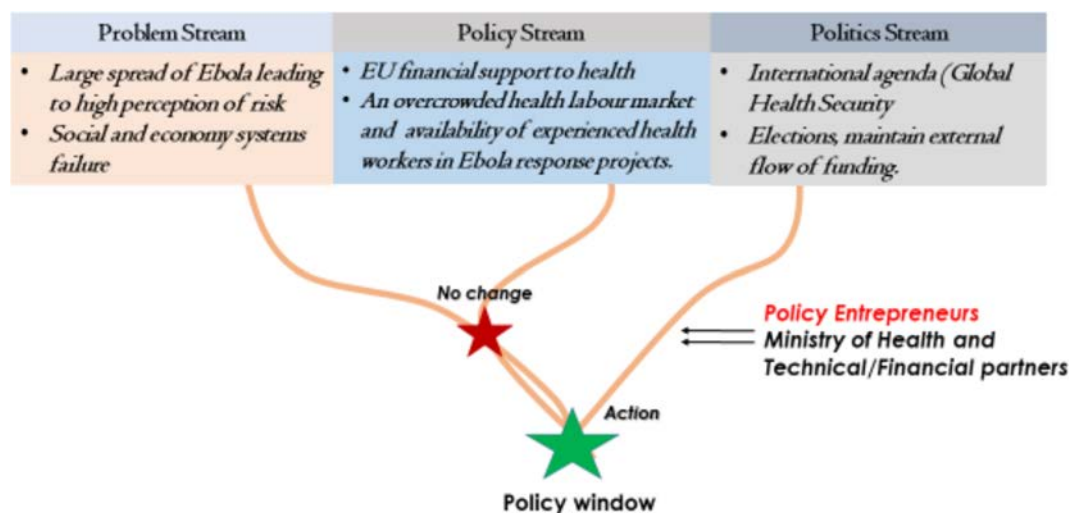 Problem Stream
Policy Stream
Politics Stream
• Large spread of Ebola leading
to high perception of risk
• Social and economy systems
failure
• EU financial support to health
• An overcrowded health labour market
and availability of experienced health
workers in Ebola response projects.
• International agenda (Global
Health Security
• Elections, maintain external
flow of funding.
No change
Policy Entrepreneurs
Ministry of Health and
Technical/Financial partners
Action
Policy window